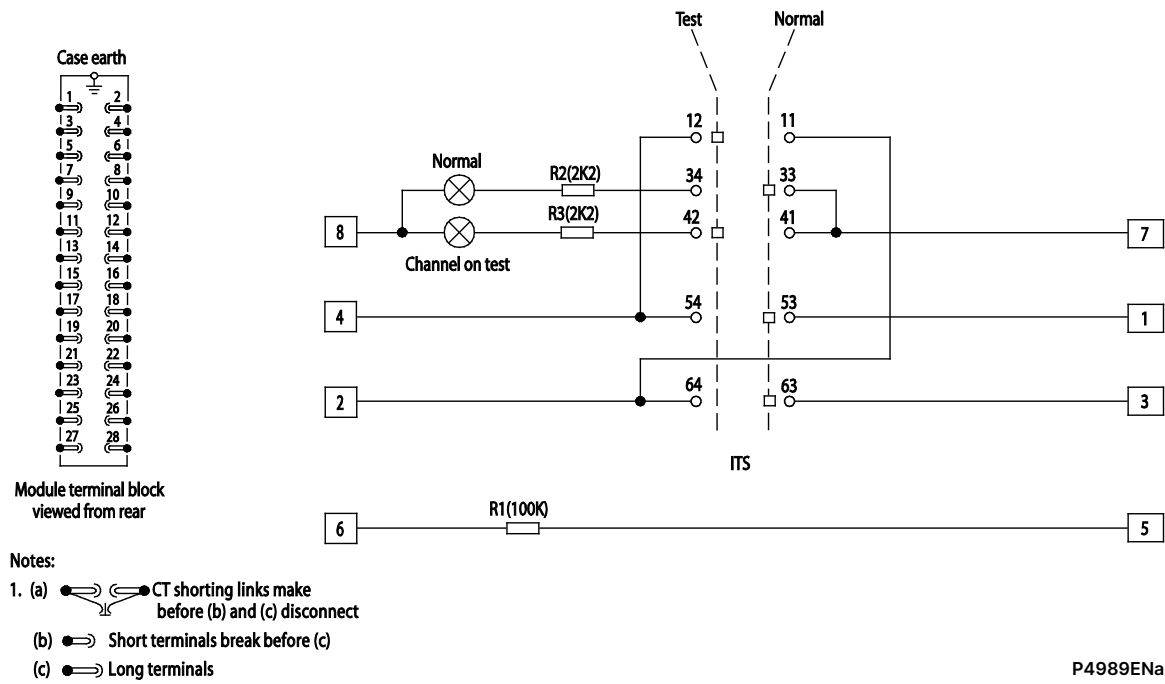 Test Normal
Case earth
1 2
3 4
5 6
7 8
9 10
11 12
13 14
15 16
17 18
19 20
21 22
23 24
25 26
27 28
Module terminal block
viewed from rear
12 11
Normal R2(2K2) 34 33
8 R3(2K2) 42 41 7
Channel on test
4 54 53 1
2 64 63 3
ITS
R1(100K)
6 5
Notes:
1. (a) CT shorting links make
before (b) and (c) disconnect
(b) Short terminals break before (c)
(c) Long terminals
P4989ENa